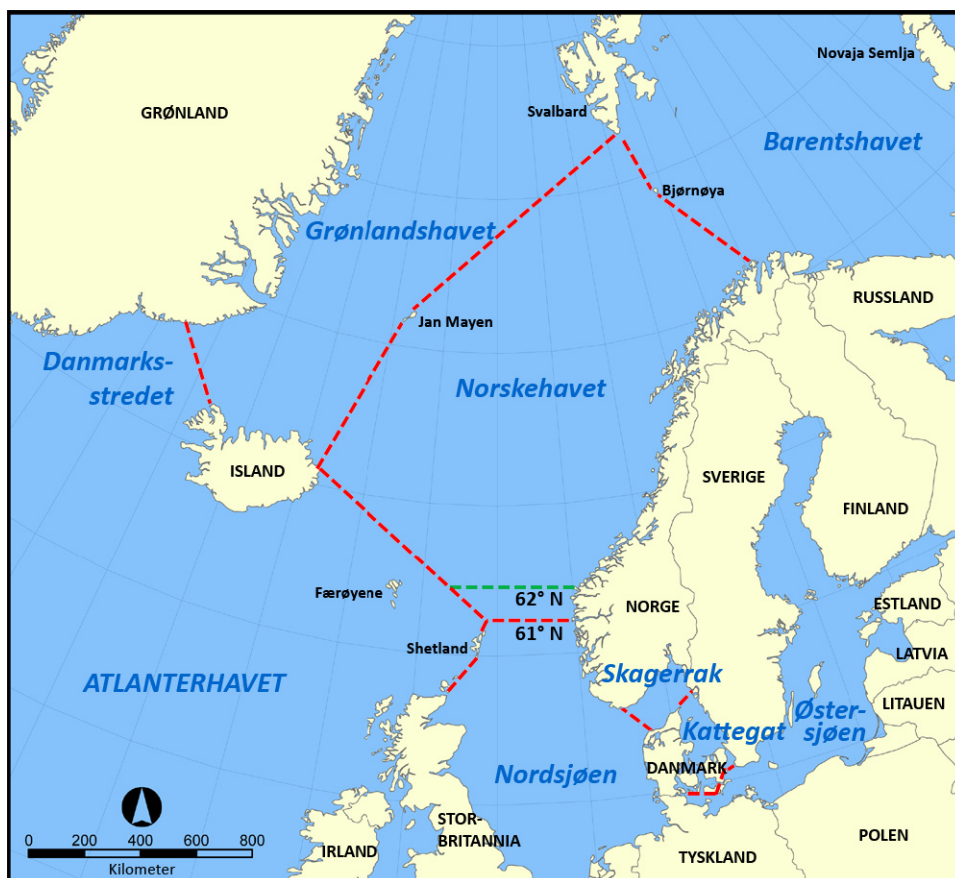 Novaja Semlja
GRØNLAND
Svalbard
Barentshavet
Bjørnøya
Grønlandshavet
RUSSLAND
Jan Mayen
Danmarks-
stredet
Norskehavet
ISLAND
SVERIGE
FINLAND
Færøyene
62° N
NORGE
ESTLAND
61° N
Shetland
LATVIA
Skagerrak
ATLANTERHAVET
LITAUEN
Øster-
sjøen
Kattegat
DANMARK
Nordsjøen
STOR-
BRITANNIA
POLEN
IRLAND
TYSKLAND
0 200 400 600 800
Kilometer